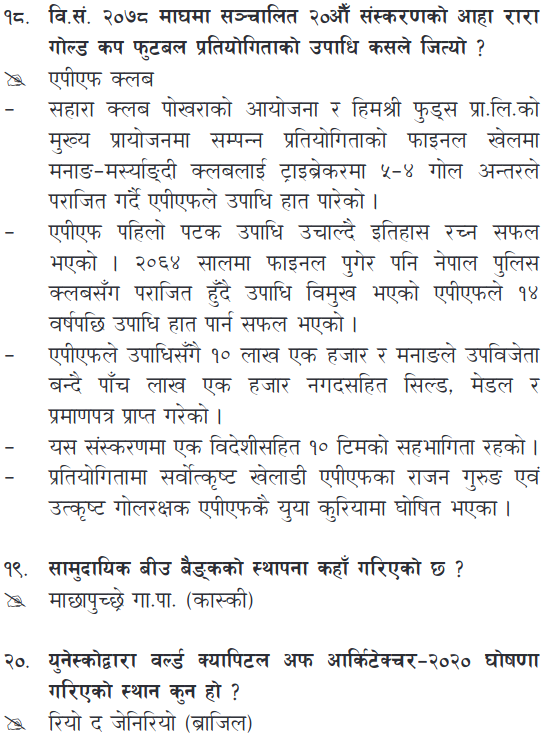 १८. वि.सं. २०७८ माघमा सञ्चालित २०औँ संस्करणको आहा रारा
गोल्ड कप फुटबल प्रतियोगिताको उपाधि कसले जित्यो ?
एपीएफ क्लब
- सहारा क्लब पोखराको आयोजना र हिमश्री फुड्स प्रा.लि.को
मुख्य प्रायोजनमा सम्पन्न प्रतियोगिताको फाइनल खेलमा
मनाङ-मर्स्याङ्दी क्लबलाई ट्राइब्रेकरमा ५-४ गोल अन्तरले
पराजित गर्दै एपीएफले उपाधि हात पारेको ।
- एपीएफ पहिलो पटक उपाधि उचाल्दै इतिहास रच्न सफल
भएको । २०६४ सालमा फाइनल पुगेर पनि नेपाल पुलिस
क्लबसँग पराजित हुँदै उपाधि विमुख भएको एपीएफले १४
वर्षपछि उपाधि हात पार्न सफल भएको ।
- एपीएफले उपाधिसँगै १० लाख एक हजार र मनाङले उपविजेता
बन्दै पाँच लाख एक हजार नगदसहित सिल्ड, मेडल र
प्रमाणपत्र प्राप्त गरेको ।
- यस संस्करणमा एक विदेशीसहित १० टिमको सहभागिता रहको ।
- प्रतियोगितामा सर्वोत्कृष्ट खेलाडी एपीएफका राजन गुरुङ एवं
उत्कृष्ट गोलरक्षक एपीएफकै युया कुरियामा घोषित भएका ।
१९. सामुदायिक बीउ बैङ्कको स्थापना कहाँ गरिएको छ ?
माछापुच्छ्रे गा.पा. (कास्की)
२०. युनेस्कोद्वारा वर्ल्ड क्यापिटल अफ आर्किटेक्चर-२०२० घोषणा
गरिएको स्थान कुन हो ?
रियो द जेनिरियो (ब्राजिल)